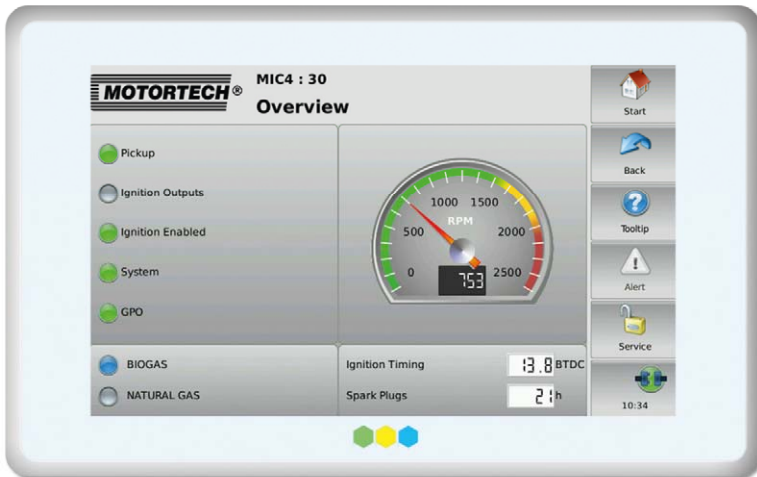 MOTORTECH®
MIC4 : 30
Overview
Pickup
Ignition Outputs
Ignition Enabled
System
GPO
0
500
1000
1500
2000
2500
RPM
753
BIOGAS
NATURAL GAS
Ignition Timing 13.8 BTDC
Spark Plugs 21 h
Start
Back
Tooltip
Alert
Service
10:34